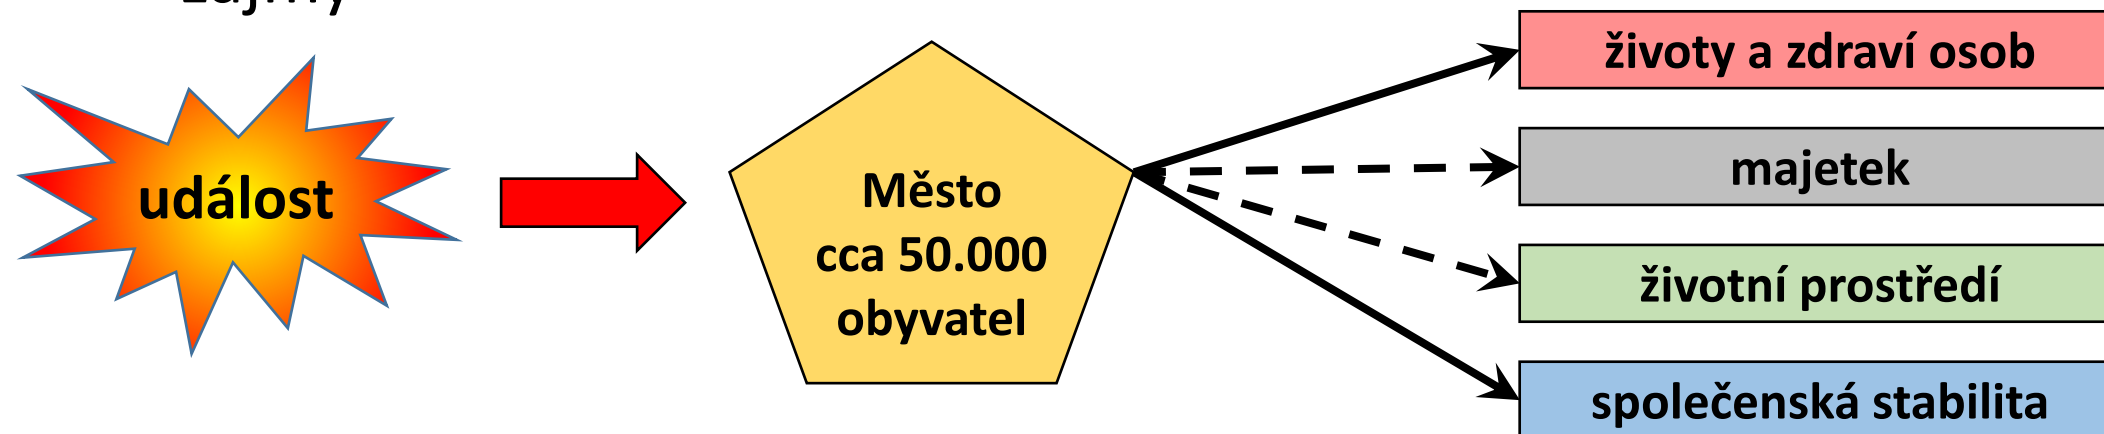 událost
Město
cca 50.000
obyvatel
životy a zdraví osob
majetek
životní prostředí
společenská stabilita